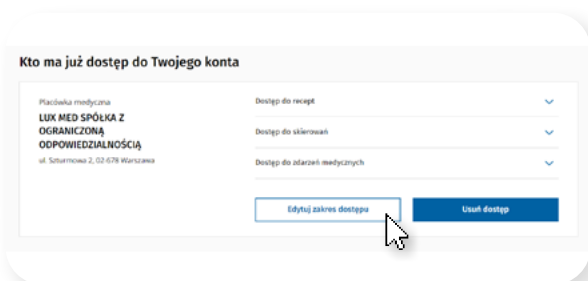 Kto ma już dostęp do Twojego konta
Placówka medyczna
LUX MED SPÓŁKA Z
OGRANICZONĄ
ODPOWIEDZIALNOŚCIĄ
ul. Szturmowa 2, 02-678 Warszawa
Dostęp do recept
Dostęp do skierowań
Dostęp do zdarzeń medycznych
Edytuj zakres dostępu
Usuń dostęp